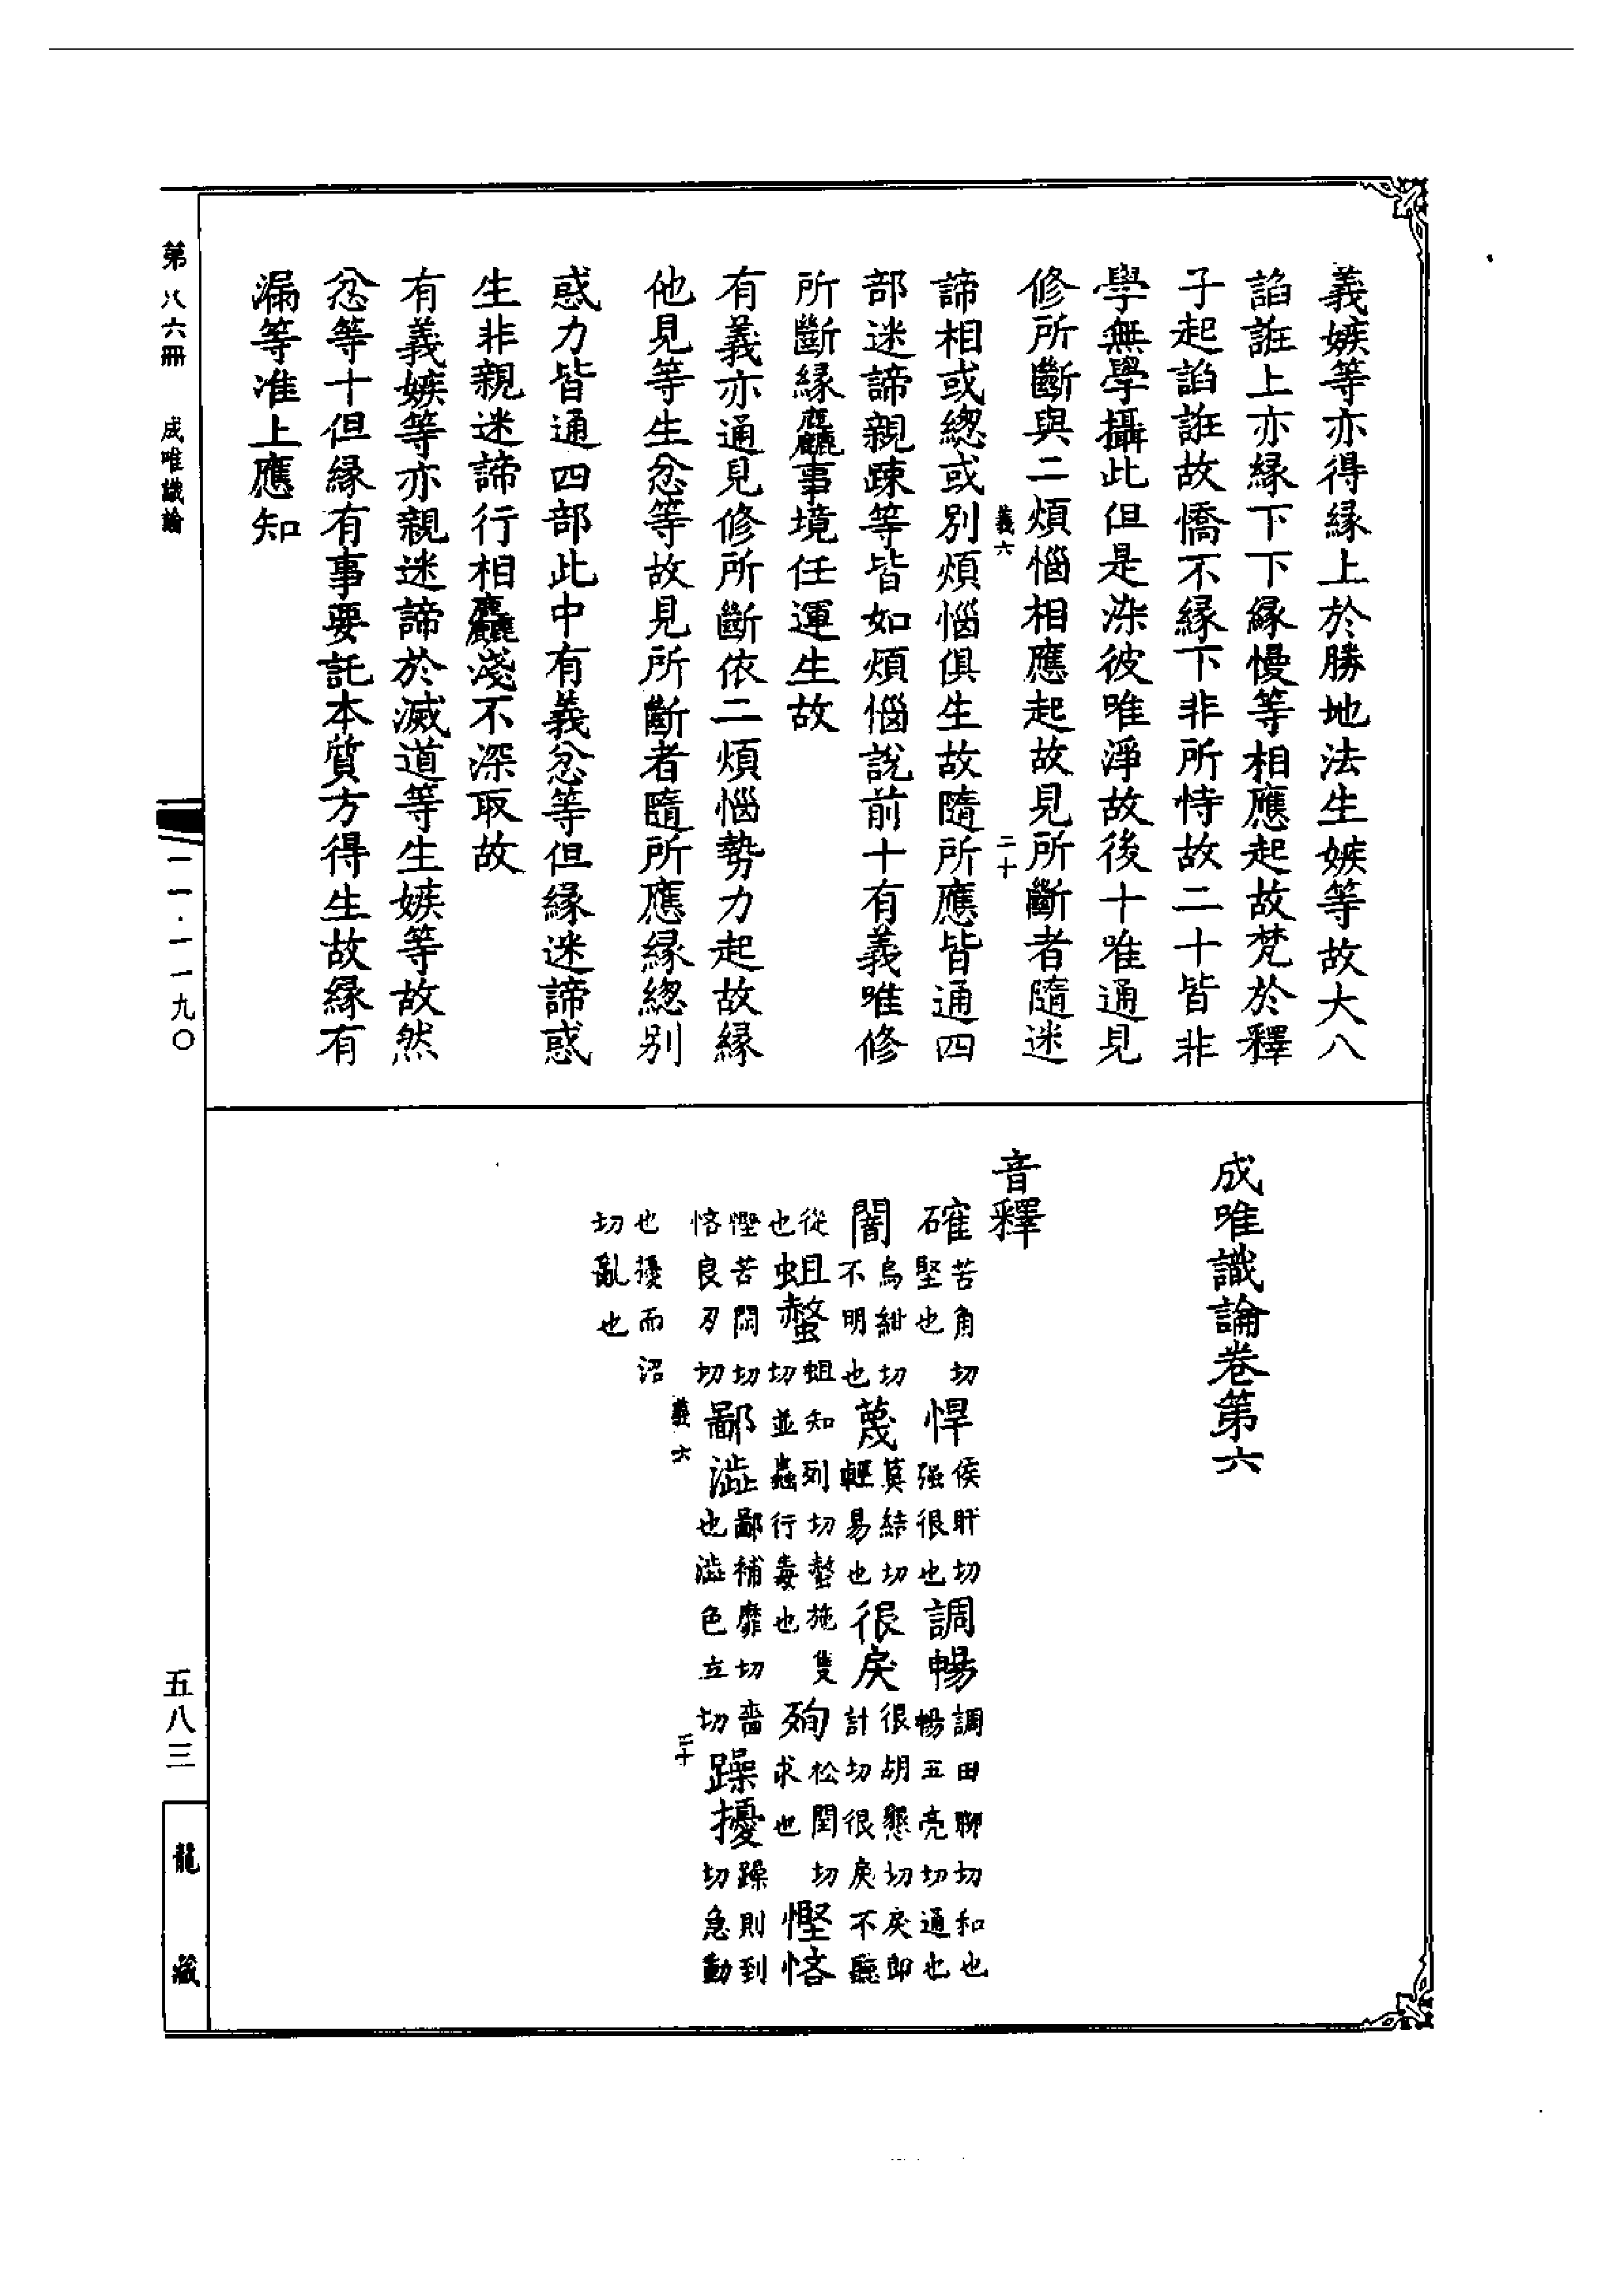 義嫉等亦得緣上於勝地法生嫉等故大八
諂誑上亦緣下下緣慢等相應起故梵於釋
子起諂誑故憍不緣下非所恃故二十皆非
學無學攝此但是染彼唯淨故後十唯通見
修所斷與二煩惱相應起故見所斷者隨迷
義六
二十
諦相或緫或別煩惱俱生故隨所應皆通四
部迷諦親踈等皆如煩惱說前十有義唯修
所斷緣麤事境任運生故
有義亦通見修所斷依二煩惱勢力起故緣
他見等生忿等故見所斷者隨所應緣緫別
惑力皆通四部此中有義忿等但緣迷諦惑
生非親迷諦行相麤淺不深取故
有義嫉等亦親迷諦於滅道等生嫉等故然
忿等十但緣有事要託本質方得生故緣有
漏等准上應知
成唯識論卷第六
音釋
確苦角切堅也 悍侯旰切强很也 調暢調田聊切和也暢丑亮切通也
闇烏紺切不明也 蔑莫結切輕易也 很戾很胡懇切戾郎計切很戾不聽
從也 蛆螫蛆知列切螫施隻切並蟲行毒也 殉松閏切求也 慳悋
慳苦閑切悋良刃切 鄙澁鄙補靡切嗇也澁色立切 躁擾躁則到切急動
義六
二十
也擾而沼切亂也
第八六冊 成唯識論
一一·一一九〇
五八三
龍藏